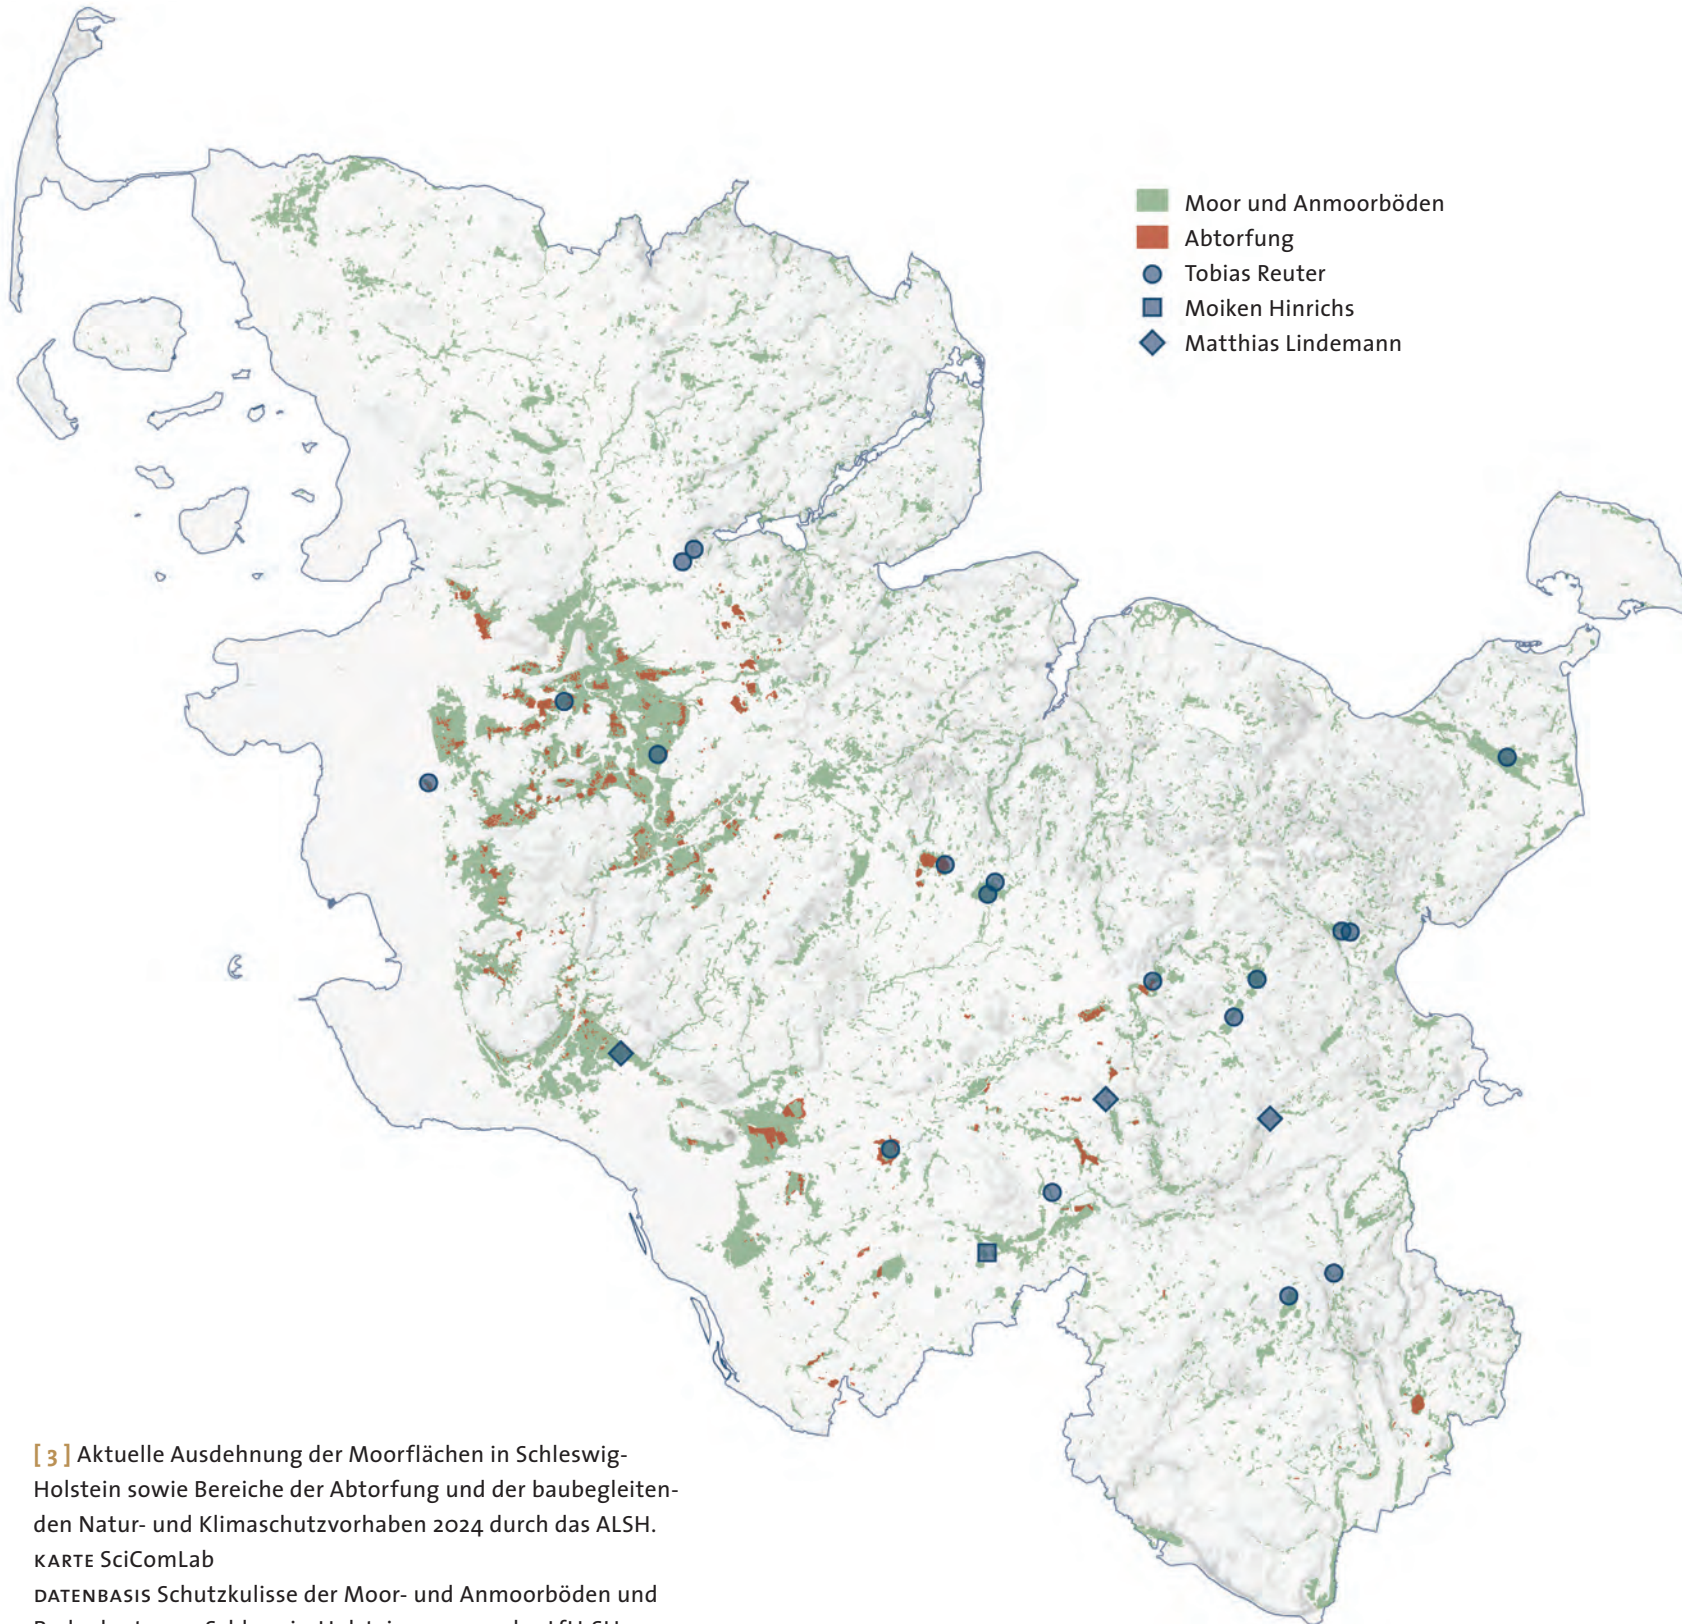 Moor und Anmoorböden
Abtorfung
Tobias Reuter
Moiken Hinrichs
Matthias Lindemann
[ 3 ] Aktuelle Ausdehnung der Moorflächen in Schleswig-
Holstein sowie Bereiche der Abtorfung und der baubegleiten-
den Natur- und Klimaschutzvorhaben 2024 durch das ALSH.
KARTE SciComLab
DATENBASIS Schutzkulisse der Moor- und Anmoorböden und